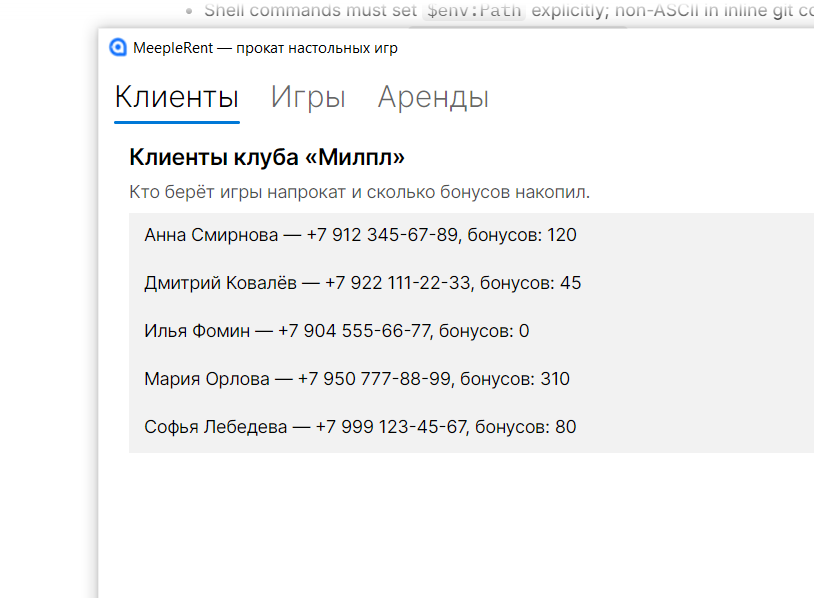 Shell commands must set $env:Path explicitly; non-ASCII in inline git
MeepleRent — прокат настольных игр
Клиенты Игры Аренды
Клиенты клуба «Милпл»
Кто берёт игры напрокат и сколько бонусов накопил.
Анна Смирнова — +7 912 345-67-89, бонусов: 120
Дмитрий Ковалёв — +7 922 111-22-33, бонусов: 45
Илья Фомин — +7 904 555-66-77, бонусов: 0
Мария Орлова — +7 950 777-88-99, бонусов: 310
Софья Лебедева — +7 999 123-45-67, бонусов: 80